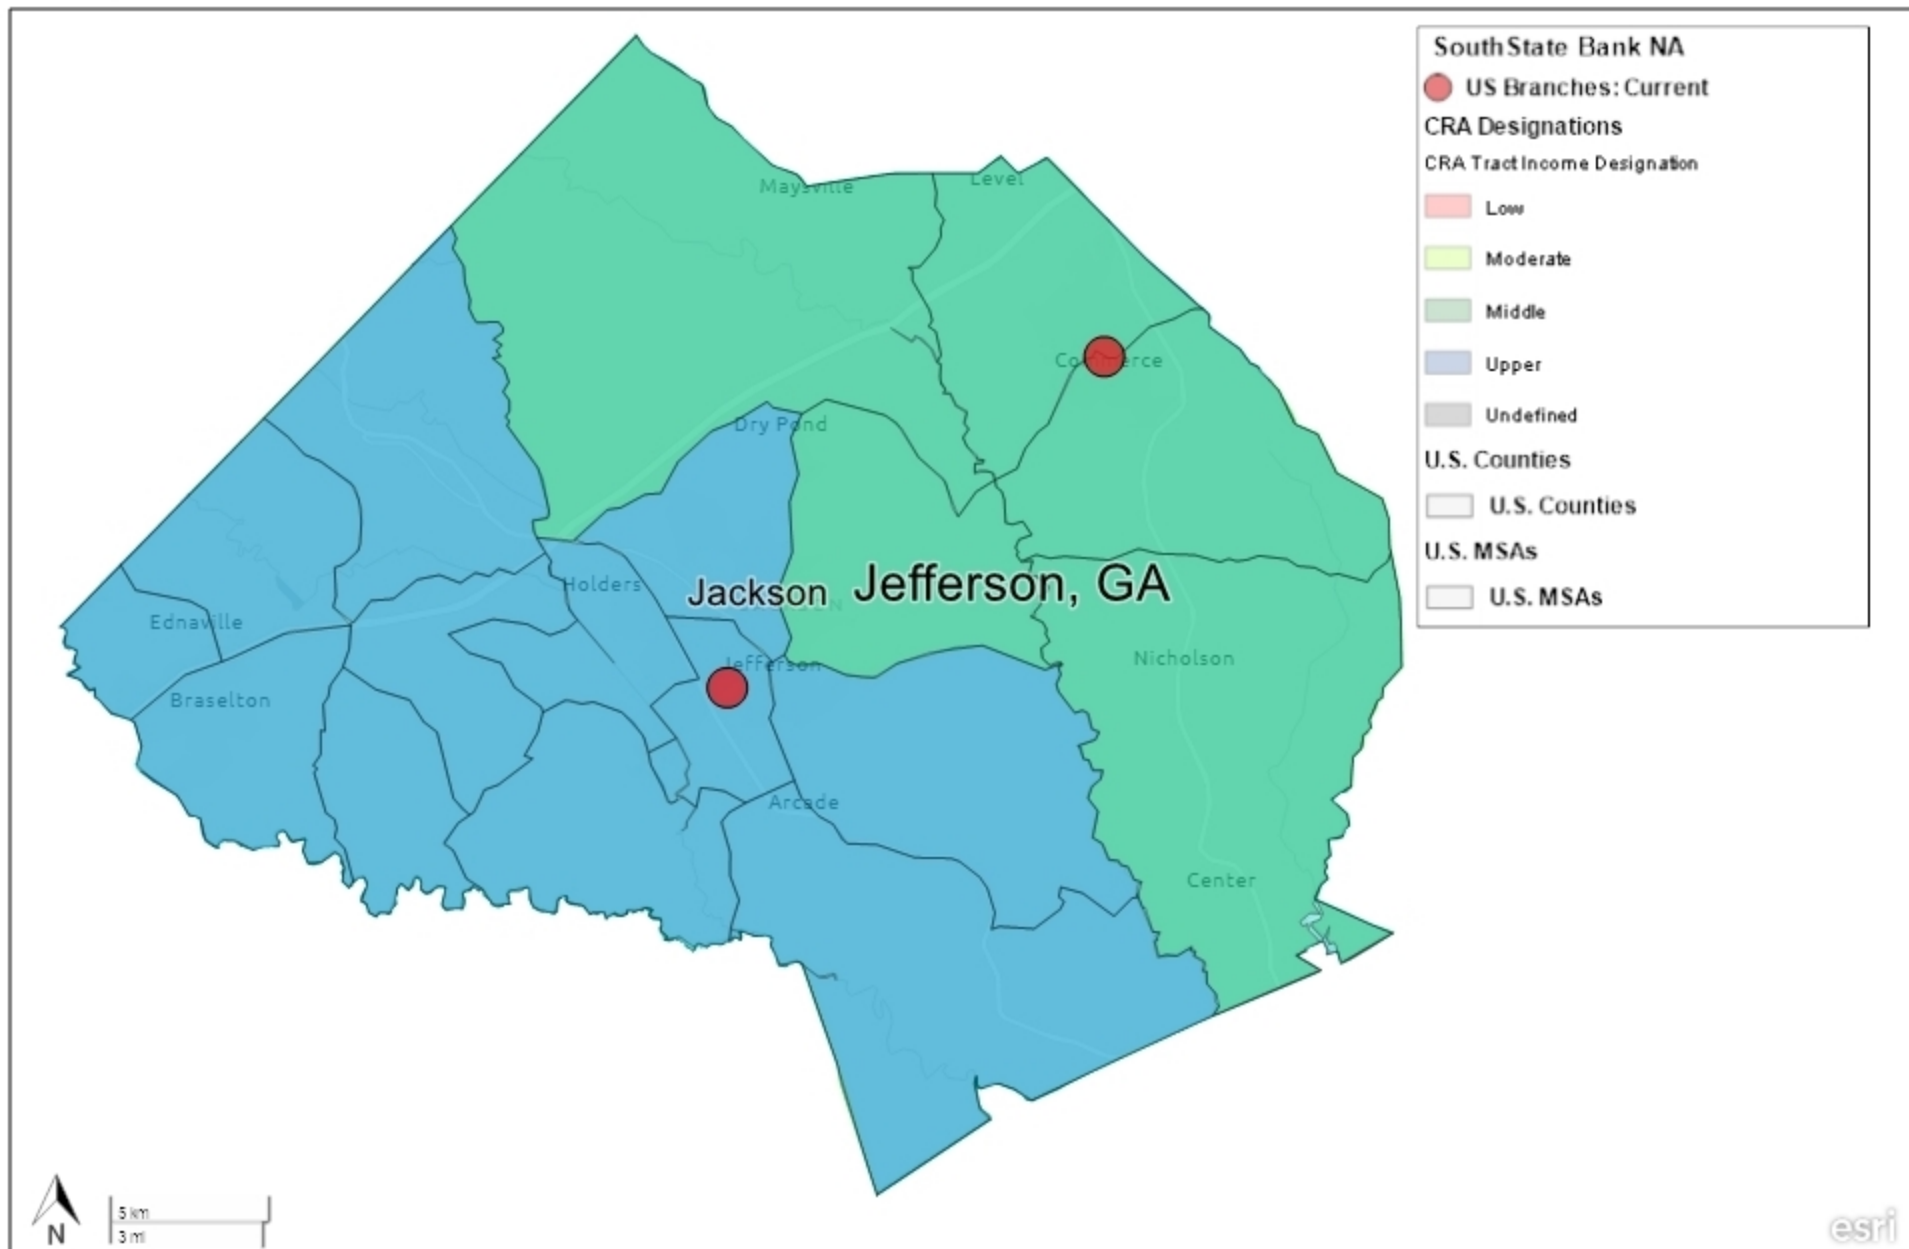 SouthState Bank NA
US Branches: Current
CRA Designations
CRA Tract Income Designation
Low
Moderate
Middle
Upper
Undefined
U.S. Counties
U.S. Counties
U.S. MSAs
U.S. MSAs
Maysville
Level
Commerce
Dry Pond
Holders
Jackson
Jefferson, GA
Ednaville
Jefferson
Nicholson
Braselton
Arcade
Center
N
5 km
3 mi
esri